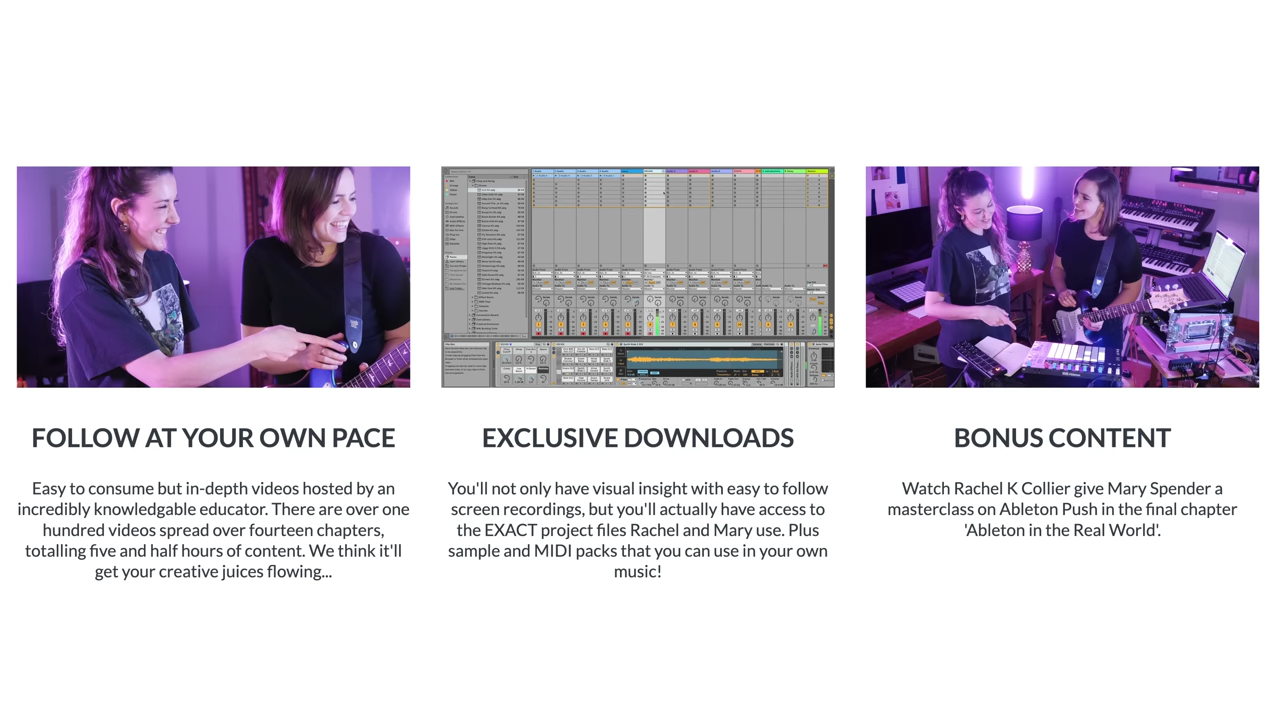 FOLLOW AT YOUR OWN PACE
Easy to consume but in-depth videos hosted by an
incredibly knowledgable educator. There are over one
hundred videos spread over fourteen chapters,
totalling five and half hours of content. We think it'll
get your creative juices flowing...
EXCLUSIVE DOWNLOADS
You'll not only have visual insight with easy to follow
screen recordings, but you'll actually have access to
the EXACT project files Rachel and Mary use. Plus
sample and MIDI packs that you can use in your own
music!
BONUS CONTENT
Watch Rachel K Collier give Mary Spender a
masterclass on Ableton Push in the final chapter
'Ableton in the Real World'.